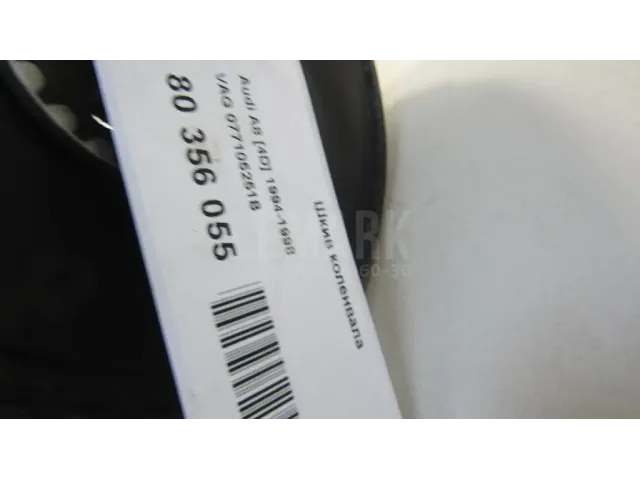 Шкив коленвала
Audi A8 [4D] 1994-1998
VAG 077105251B
80 356 055